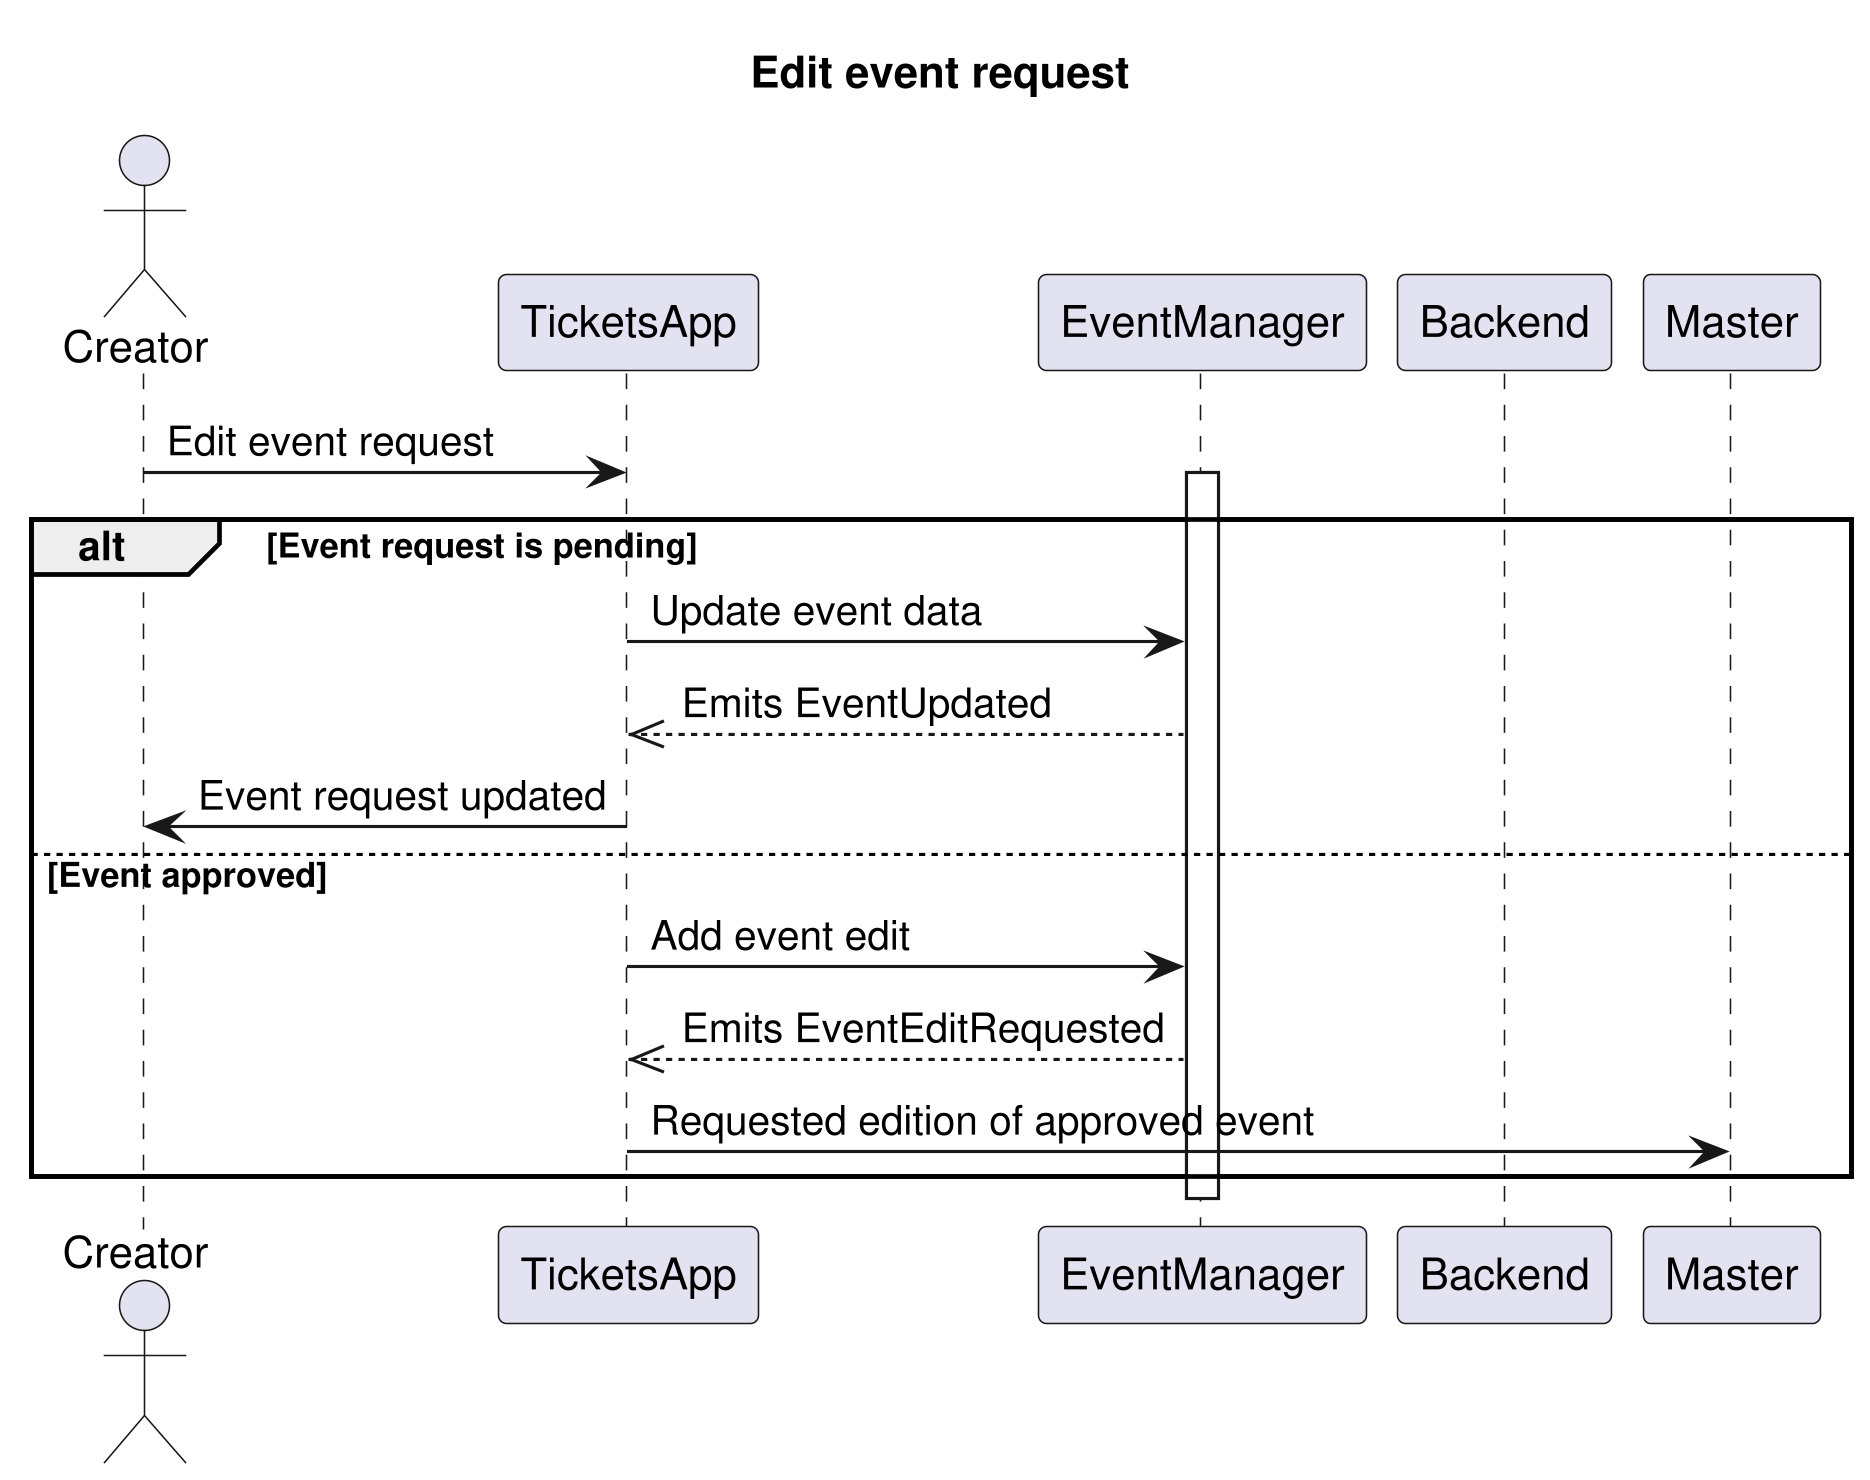 Edit event request
Creator
TicketsApp
EventManager
Backend
Master
Edit event request
alt
[Event request is pending]
Update event data
Emits EventUpdated
Event request updated
[Event approved]
Add event edit
Emits EventEditRequested
Requested edition of approved event
Creator
TicketsApp
EventManager
Backend
Master